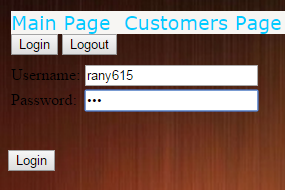 Main Page Customers Page
Login Logout
Username: rany615
Password: •••
Login